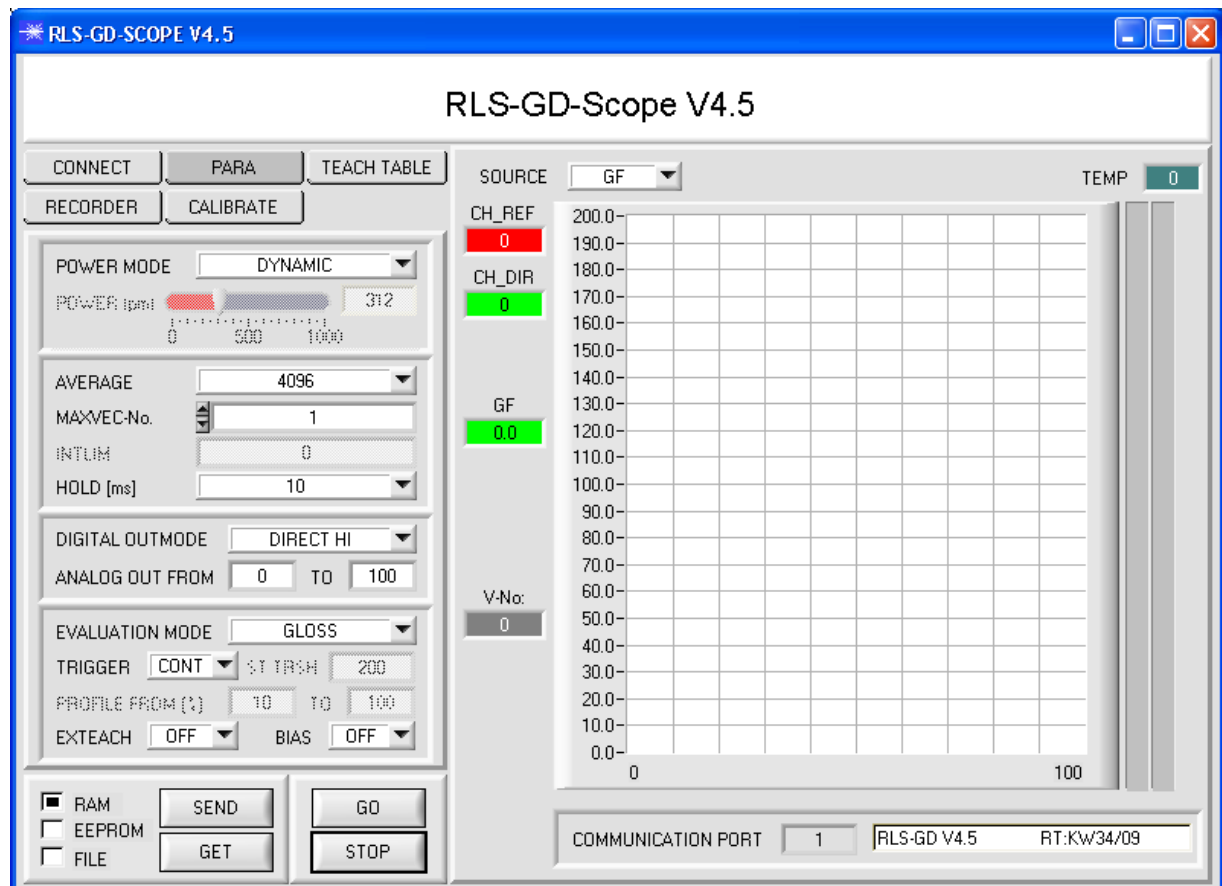 RLS-GD-SCOPE V4.5
RLS-GD-Scope V4.5
CONNECT PARA TEACH TABLE
RECORDER CALIBRATE
POWER MODE DYNAMIC
POWER [pm] 312
0 500 1000
AVERAGE 4096
MAXVEC-No. 1
INTLIM 0
HOLD [ms] 10
DIGITAL OUTMODE DIRECT HI
ANALOG OUT FROM 0 TO 100
EVALUATION MODE GLOSS
TRIGGER CONT ST TRSH 200
PROFILE FROM [%] 10 TO 100
EXTEACH OFF BIAS OFF
RAM
EEPROM
FILE
SEND
GET
GO
STOP
SOURCE GF
TEMP 0
CH_REF
0
CH_DIR
0
GF
0.0
V-No:
0
200.0
190.0
180.0
170.0
160.0
150.0
140.0
130.0
120.0
110.0
100.0
90.0
80.0
70.0
60.0
50.0
40.0
30.0
20.0
10.0
0.0
0 100
COMMUNICATION PORT 1 RLS-GD V4.5 RT:KW34/09